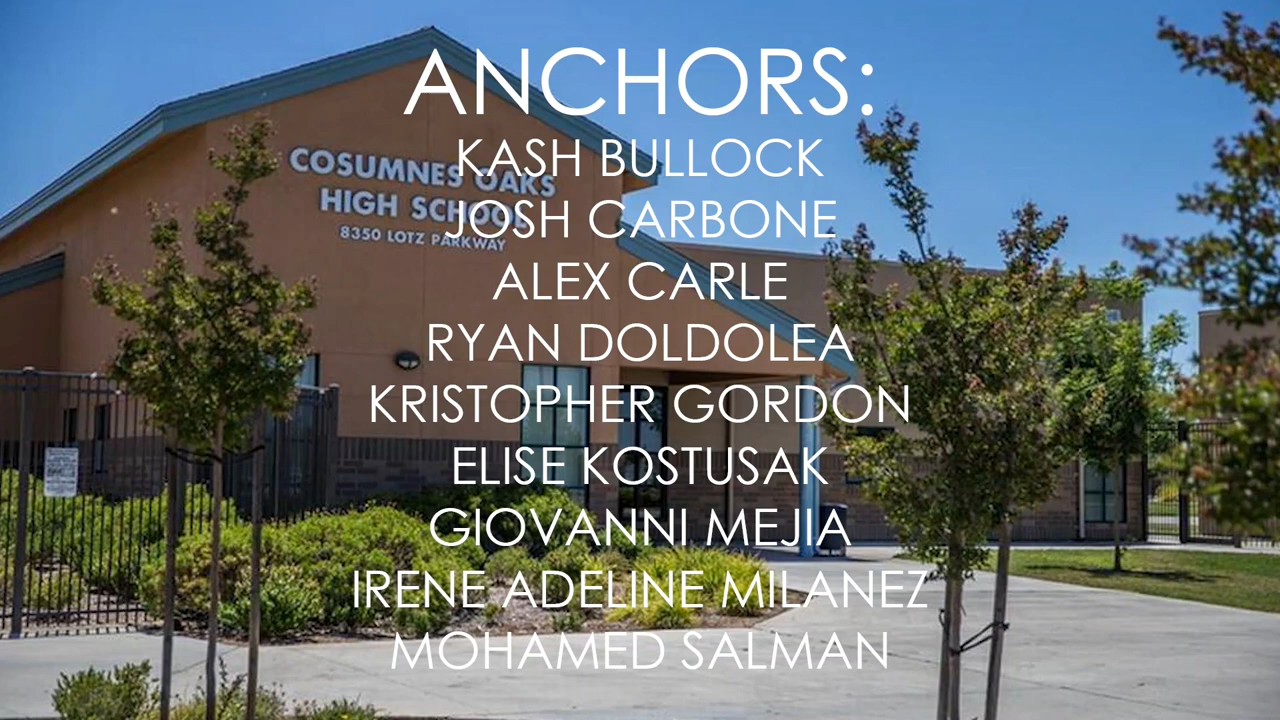 ANCHORS:
KASH BULLOCK
JOSH CARBONE
ALEX CARLE
RYAN DOLDOLEA
KRISTOPHER GORDON
ELISE KOSTUSAK
GIOVANNI MEJIA
IRENE ADELINE MILANEZ
MOHAMED SALMAN
COSUMNES OAKS
HIGH SCHOOL
8350 LOTZ PARKWAY